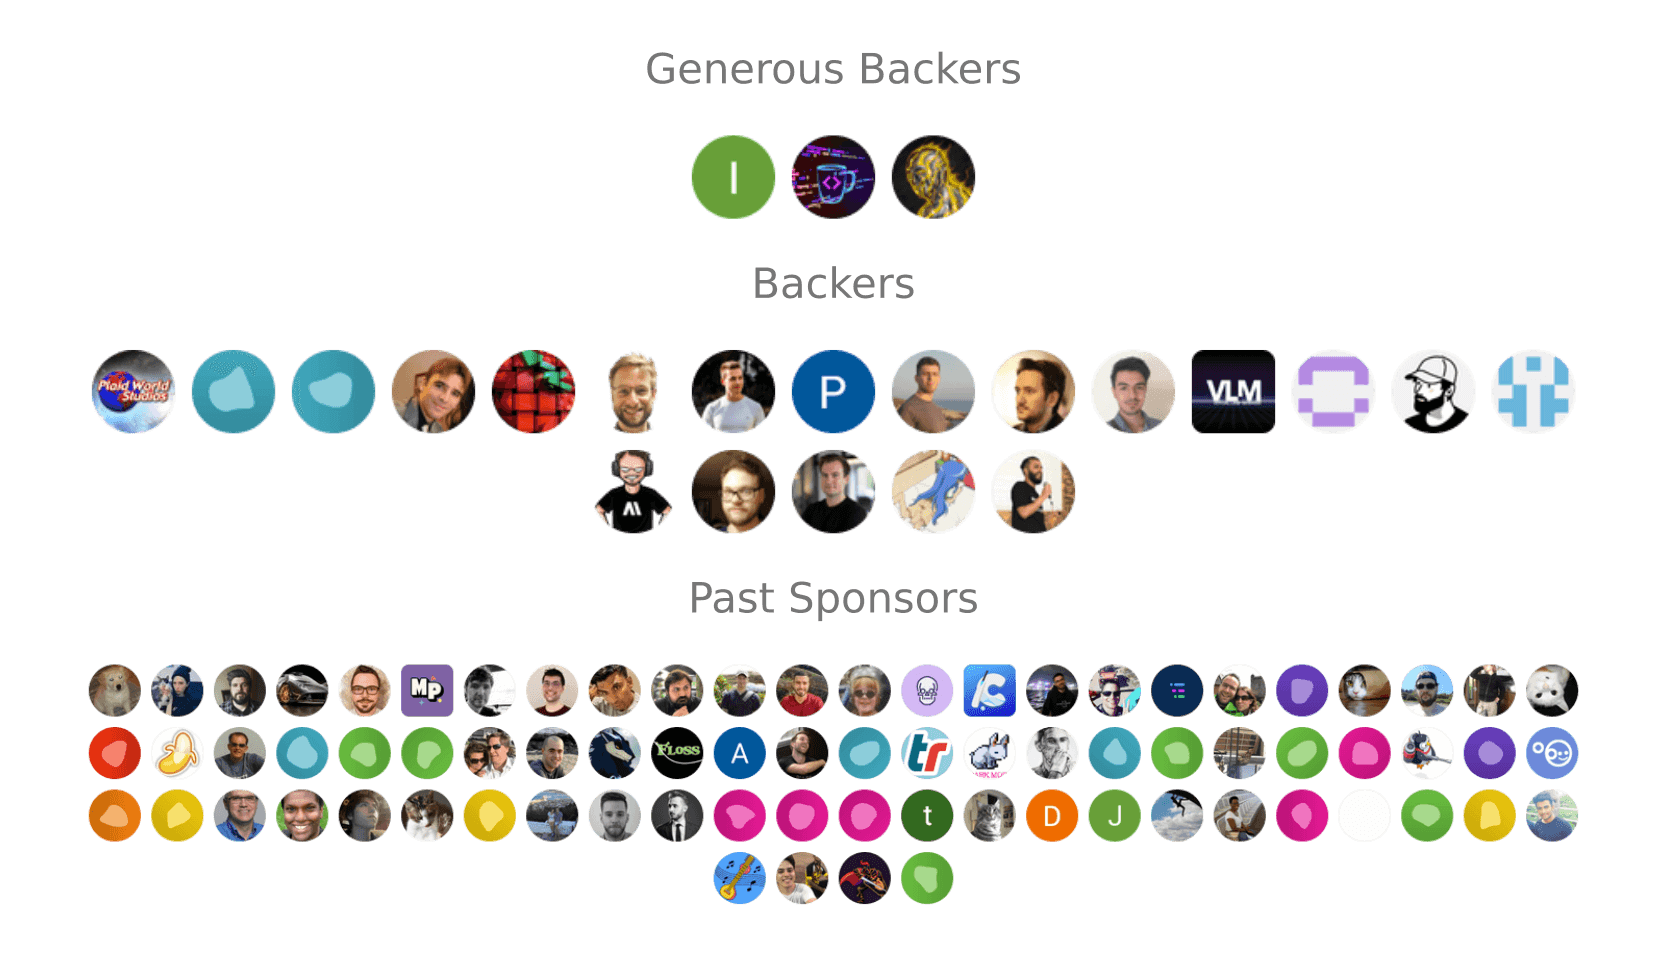 Generous Backers
I
<>
Backers
Plaid World
Studios
P
VLM
Past Sponsors
MP
C
FLOSS
A
tr
t
D
J